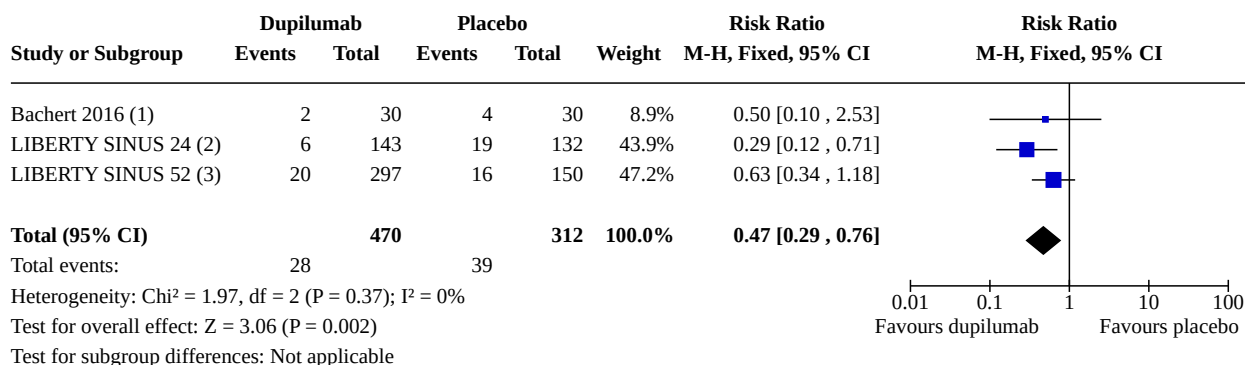 Dupilumab Placebo Risk Ratio Risk Ratio
Study or Subgroup Events Total Events Total Weight M-H, Fixed, 95% CI M-H, Fixed, 95% CI
Bachert 2016 (1) 2 30 4 30 8.9% 0.50 [0.10 , 2.53]
LIBERTY SINUS 24 (2) 6 143 19 132 43.9% 0.29 [0.12 , 0.71]
LIBERTY SINUS 52 (3) 20 297 16 150 47.2% 0.63 [0.34 , 1.18]
Total (95% CI) 470 312 100.0% 0.47 [0.29 , 0.76]
Total events: 28 39
Heterogeneity: Chi² = 1.97, df = 2 (P = 0.37); I² = 0%
0.01 0.1 1 10 100
Test for overall effect: Z = 3.06 (P = 0.002)
Favours dupilumab Favours placebo
Test for subgroup differences: Not applicable